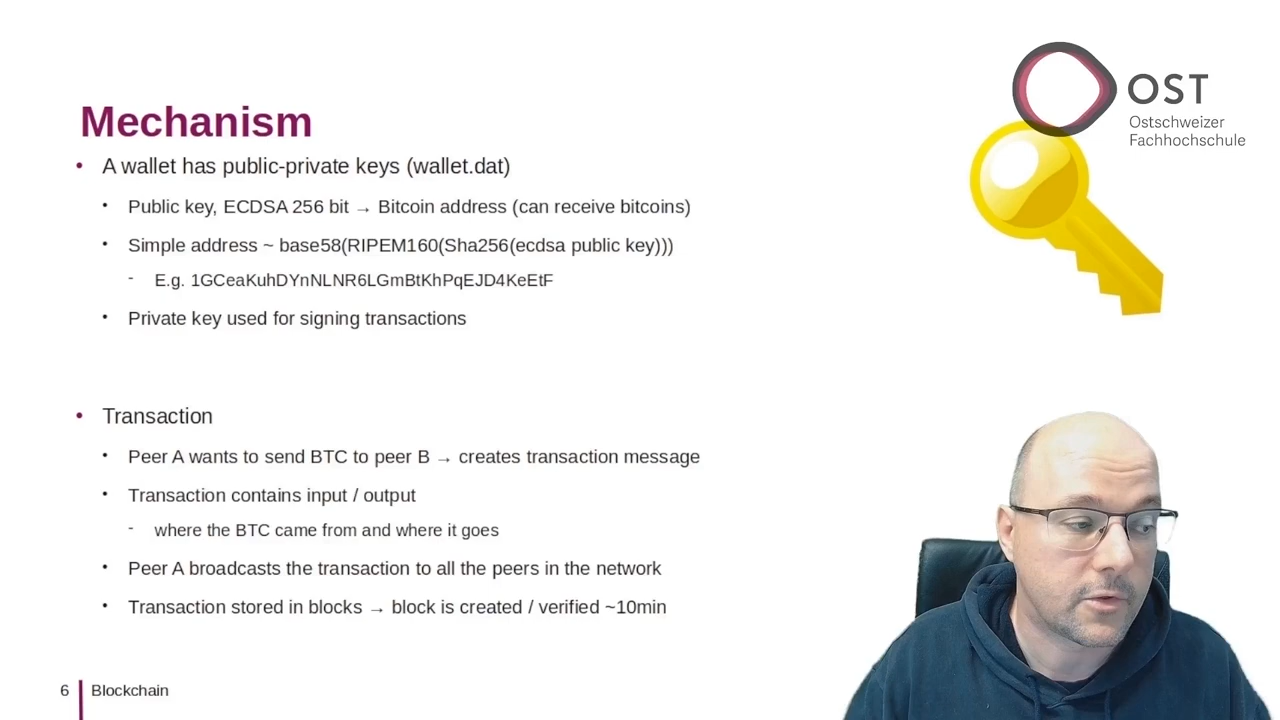 OST
Ostschweizer
Fachhochschule
Mechanism
• A wallet has public-private keys (wallet.dat)
• Public key, ECDSA 256 bit → Bitcoin address (can receive bitcoins)
• Simple address ~ base58(RIPEM160(Sha256(ecdsa public key)))
- E.g. 1GCeaKuhDYnNLNR6LGmBtKhPqEJD4KeEtF
• Private key used for signing transactions
• Transaction
• Peer A wants to send BTC to peer B → creates transaction message
• Transaction contains input / output
- where the BTC came from and where it goes
• Peer A broadcasts the transaction to all the peers in the network
• Transaction stored in blocks → block is created / verified ~10min
6 Blockchain